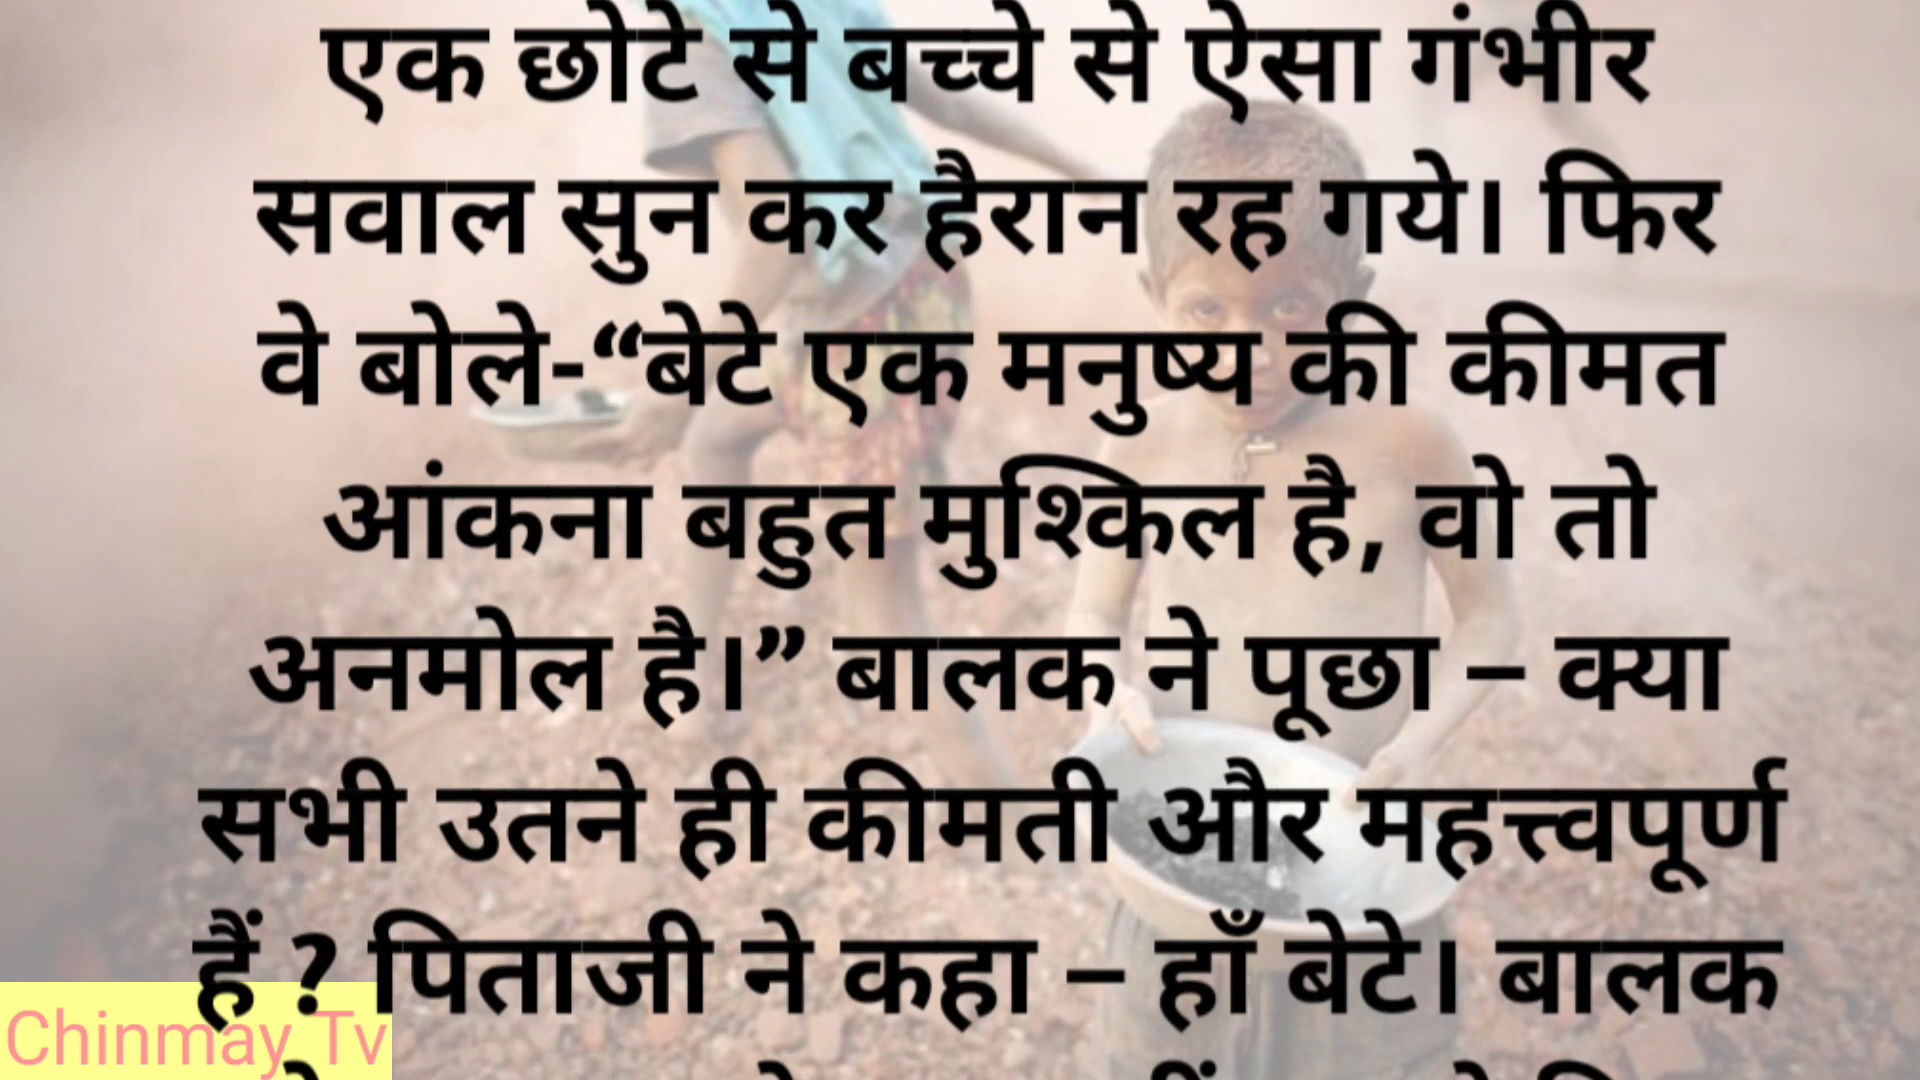 एक छोटे से बच्चे से ऐसा गंभीर
सवाल सुन कर हैरान रह गये। फिर
वे बोले-“बेटे एक मनुष्य की कीमत
आंकना बहुत मुश्किल है, वो तो
अनमोल है।” बालक ने पूछा – क्या
सभी उतने ही कीमती और महत्त्वपूर्ण
हैं ? पिताजी ने कहा – हाँ बेटे। बालक
Chinmay Tv